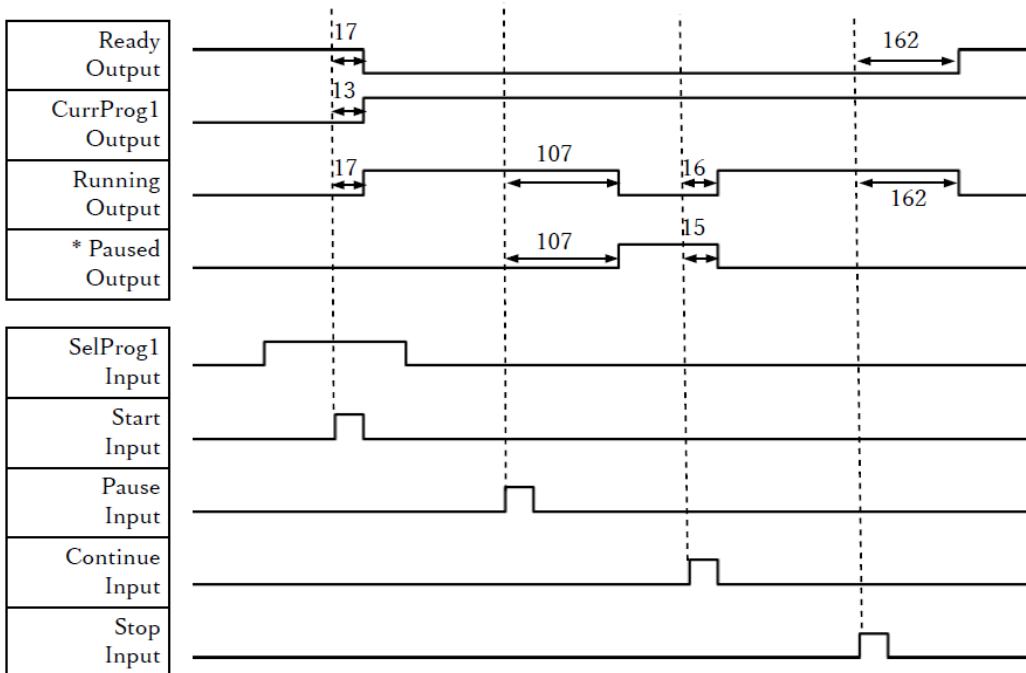 17
162
Ready
Output
13
CurrProg1
Output
17
107
16
162
Running
Output
107
15
* Paused
Output
SelProg1
Input
Start
Input
Pause
Input
Continue
Input
Stop
Input